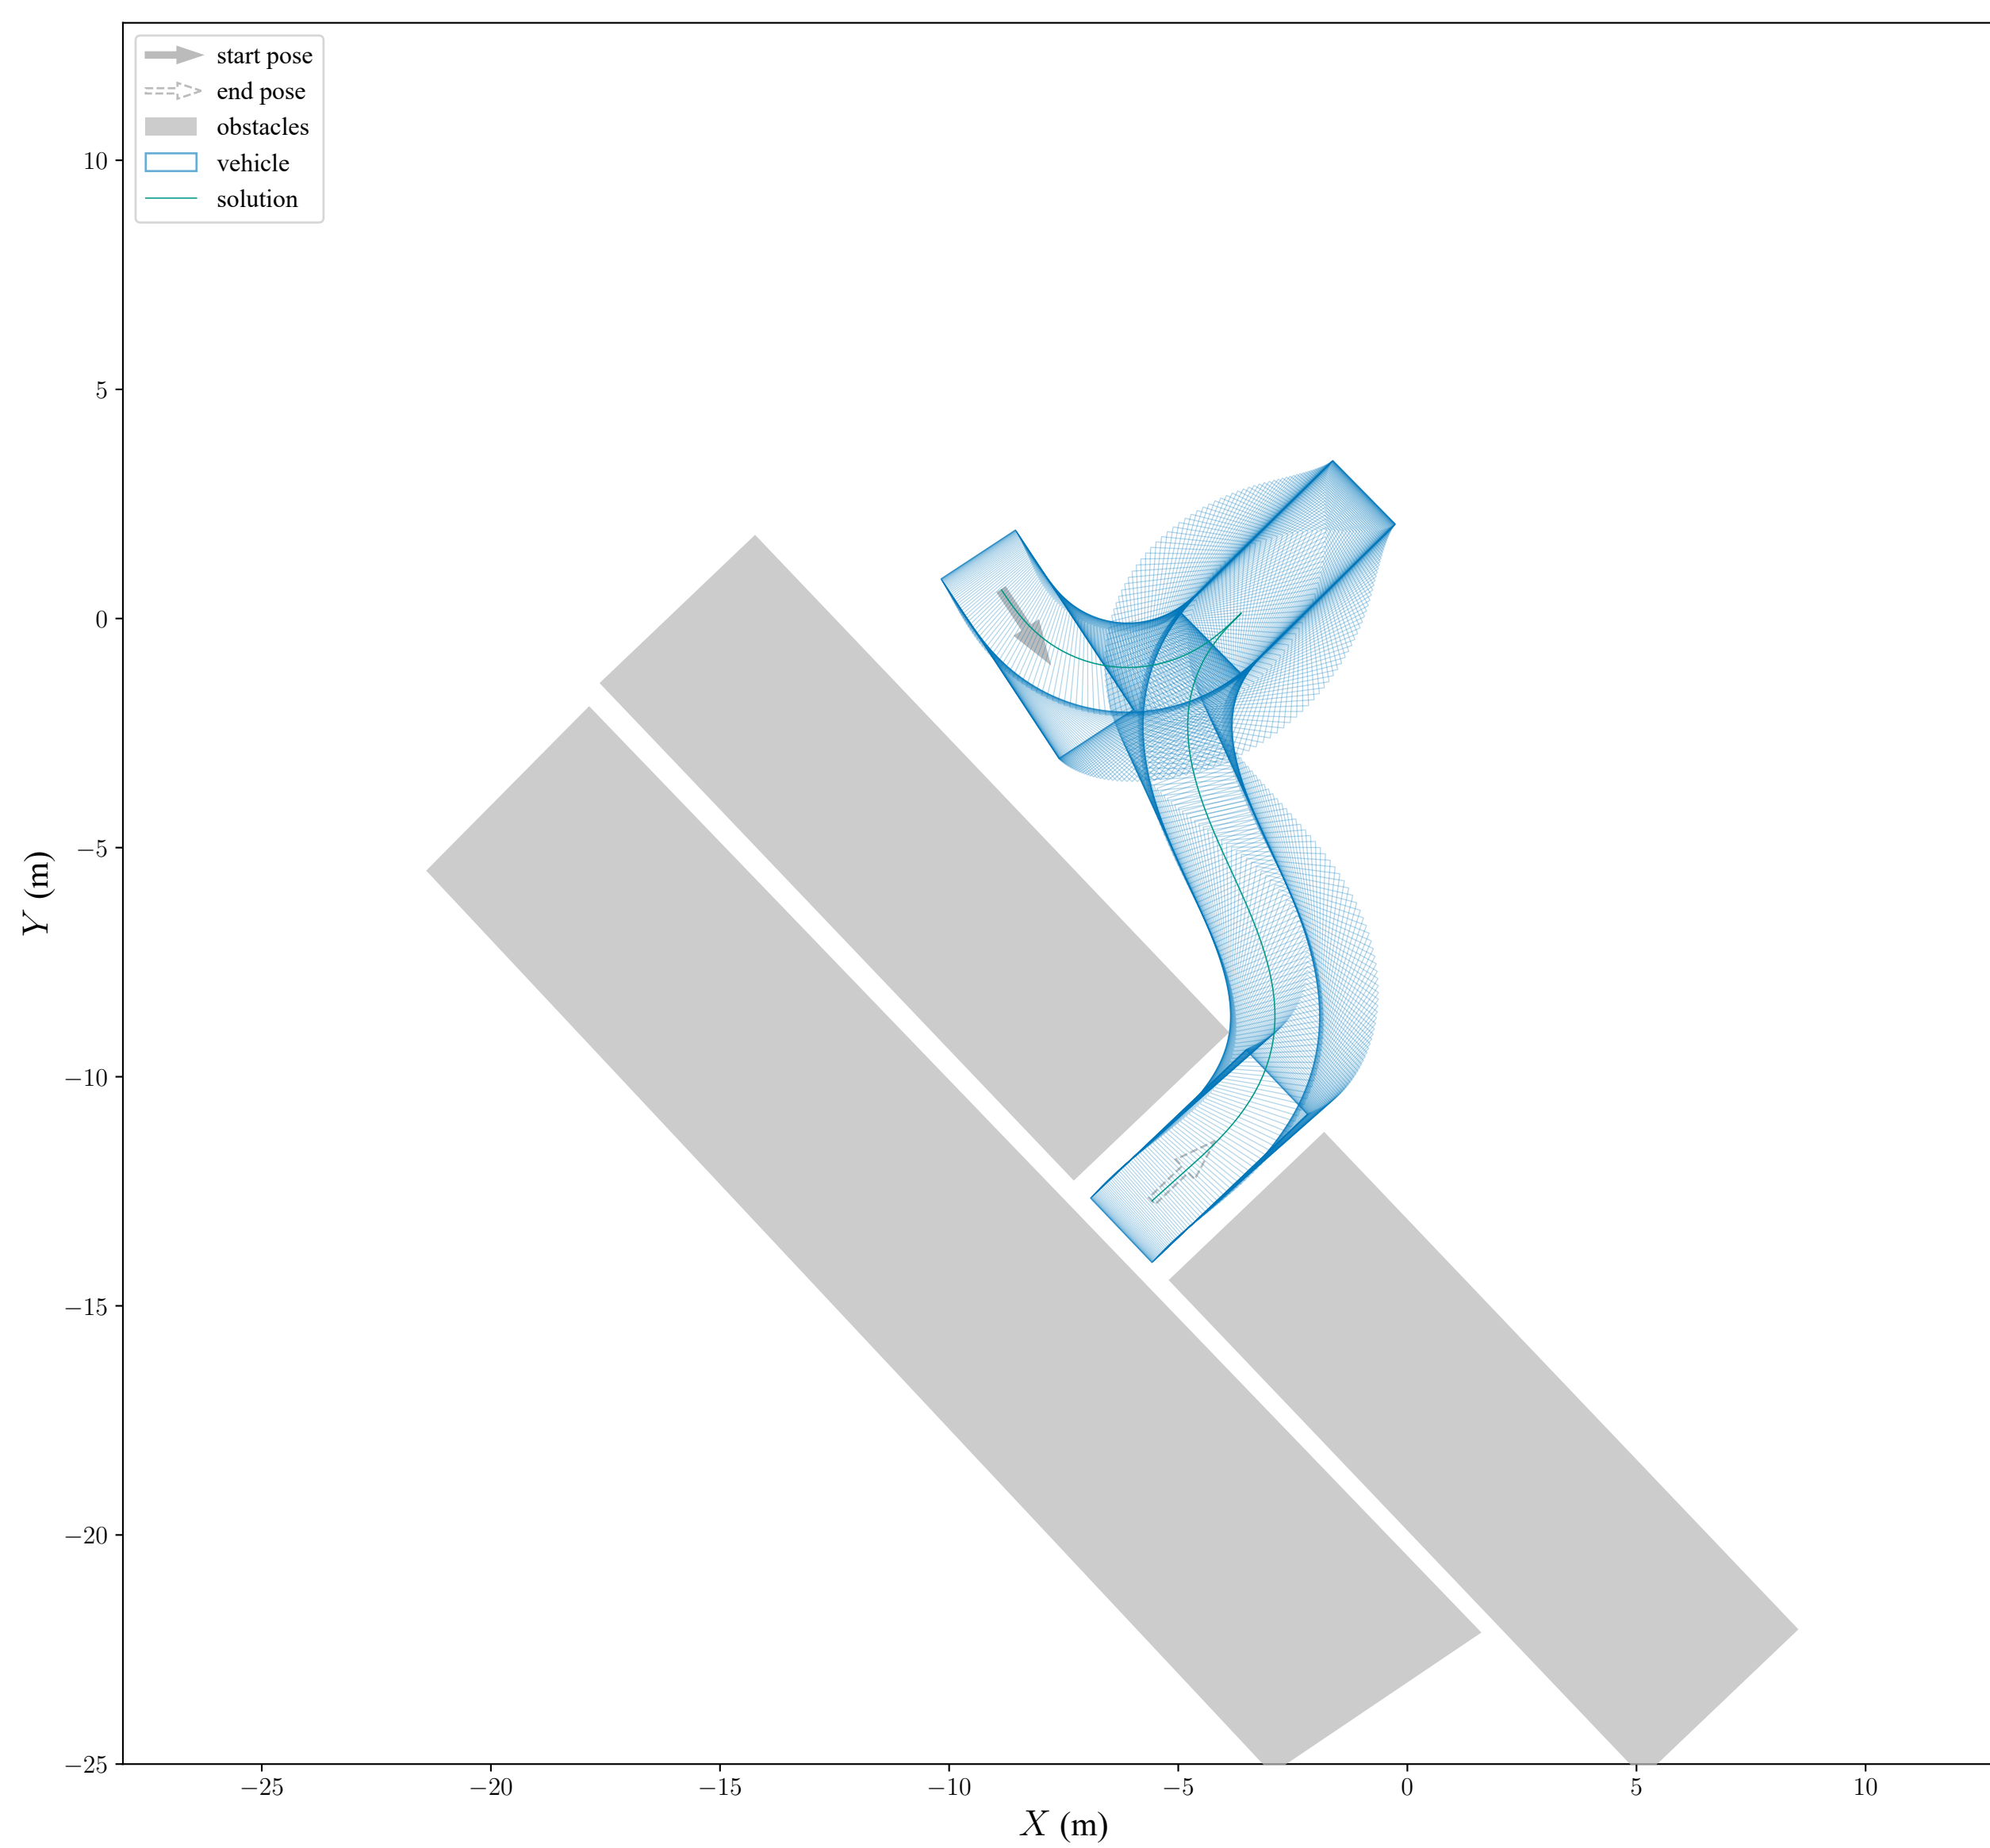 start pose
end pose
obstacles
vehicle
solution
10
5
0
−5
−10
−15
−20
−25
Y (m)
−25 −20 −15 −10 −5 0 5 10
X (m)